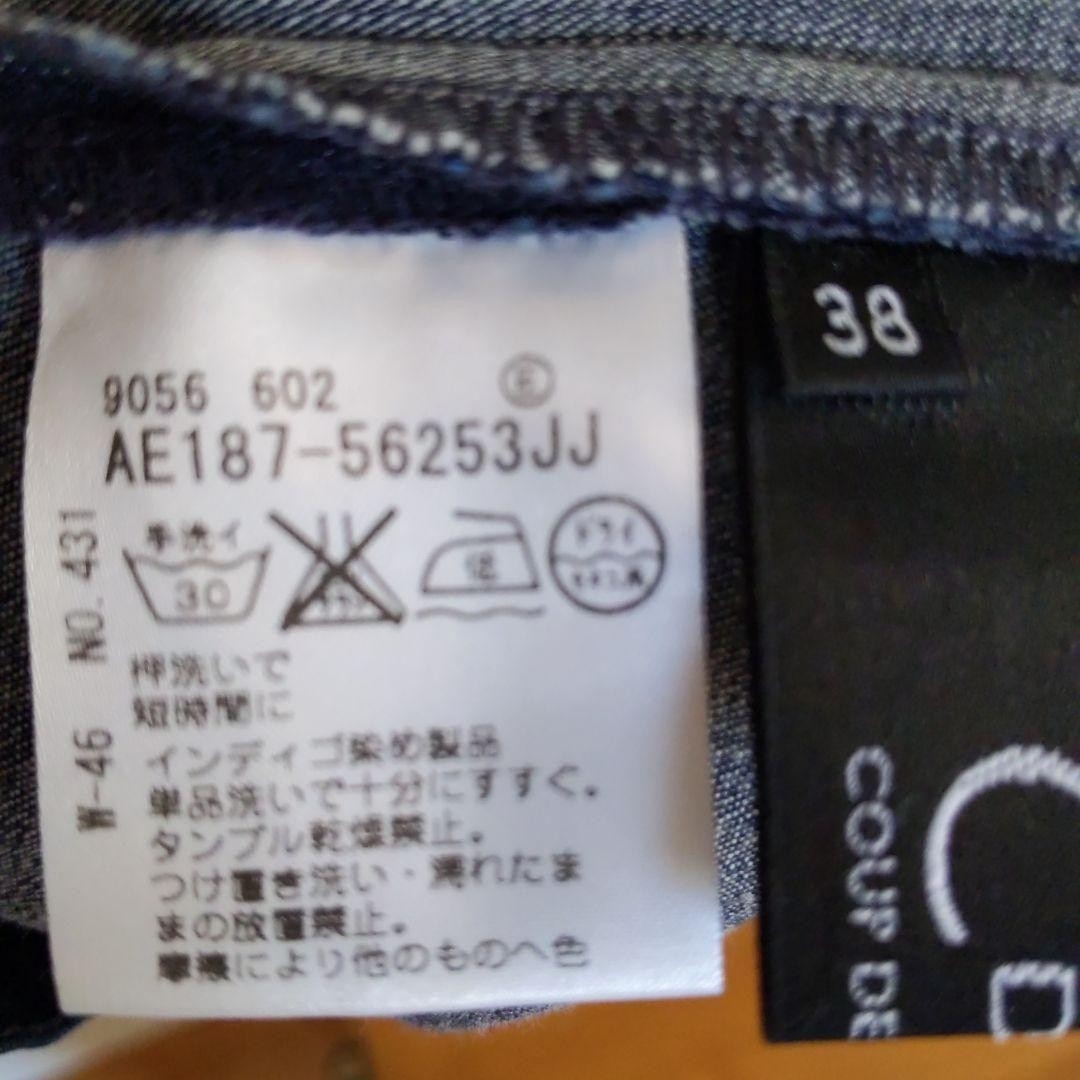 9056 602 Ⓔ
AE187-56253JJ
手洗イ
30
低
ドライ
押洗いで
短時間に
インディゴ染め製品
単品洗いで十分にすすぐ。
タンブル乾燥禁止。
つけ置き洗い・濡れたま
まの放置禁止。
摩擦により他のものへ色
W-46 NO.431
38
COUP DE
C
D